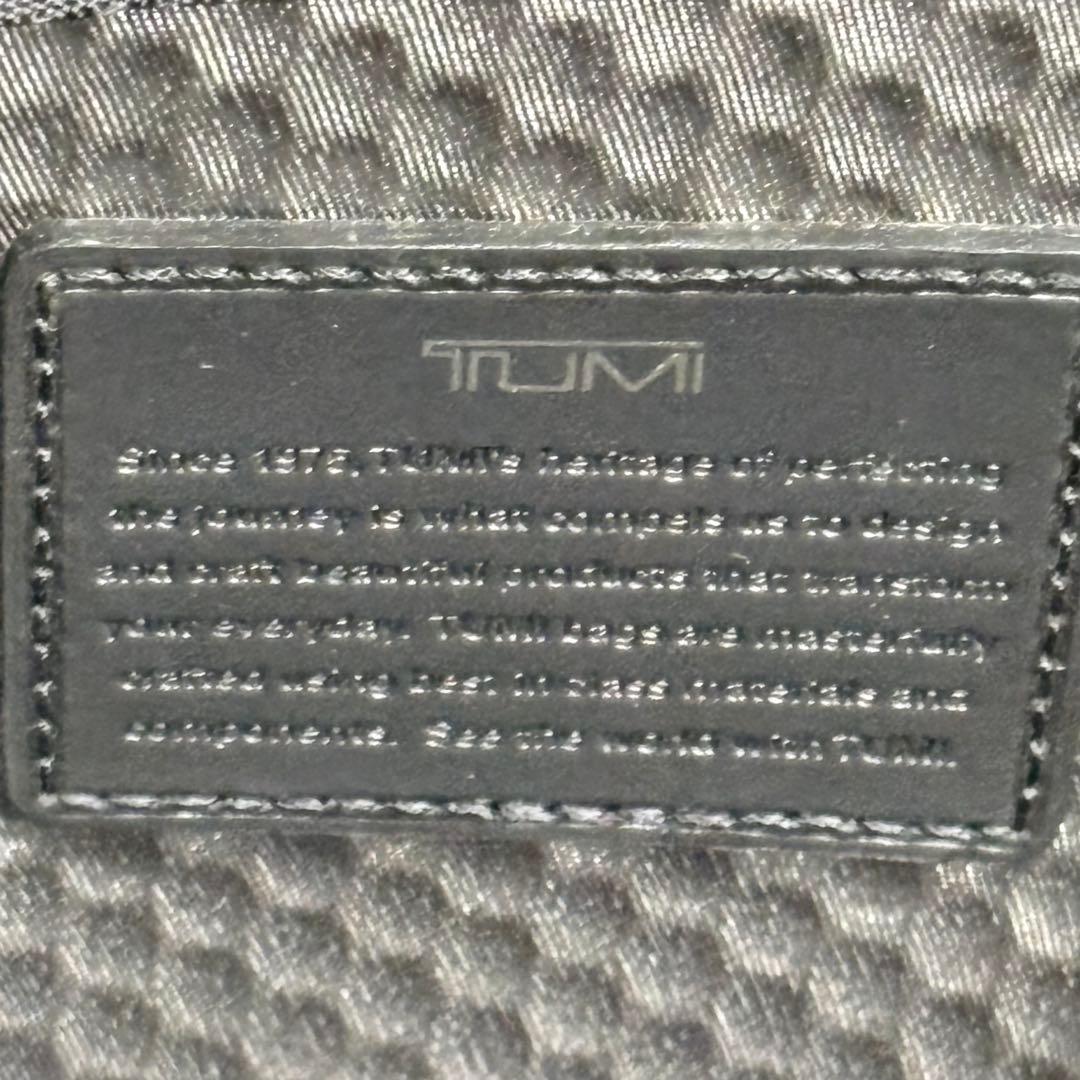 TUMI
Since 1975, TUMI's heritage of perfecting
the journey is what compels us to design
and craft beautiful products that transition
your everyday. TUMI bags are masterfully
crafted using best in class materials and
components. See the world with TUMI.